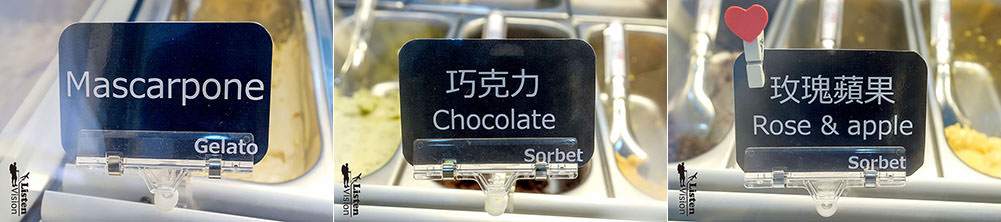 Mascarpone
Gelato
Listen
Vision
巧克力
Chocolate
Sorbet
Listen
Vision
玫瑰蘋果
Rose & apple
Sorbet
Listen
Vision